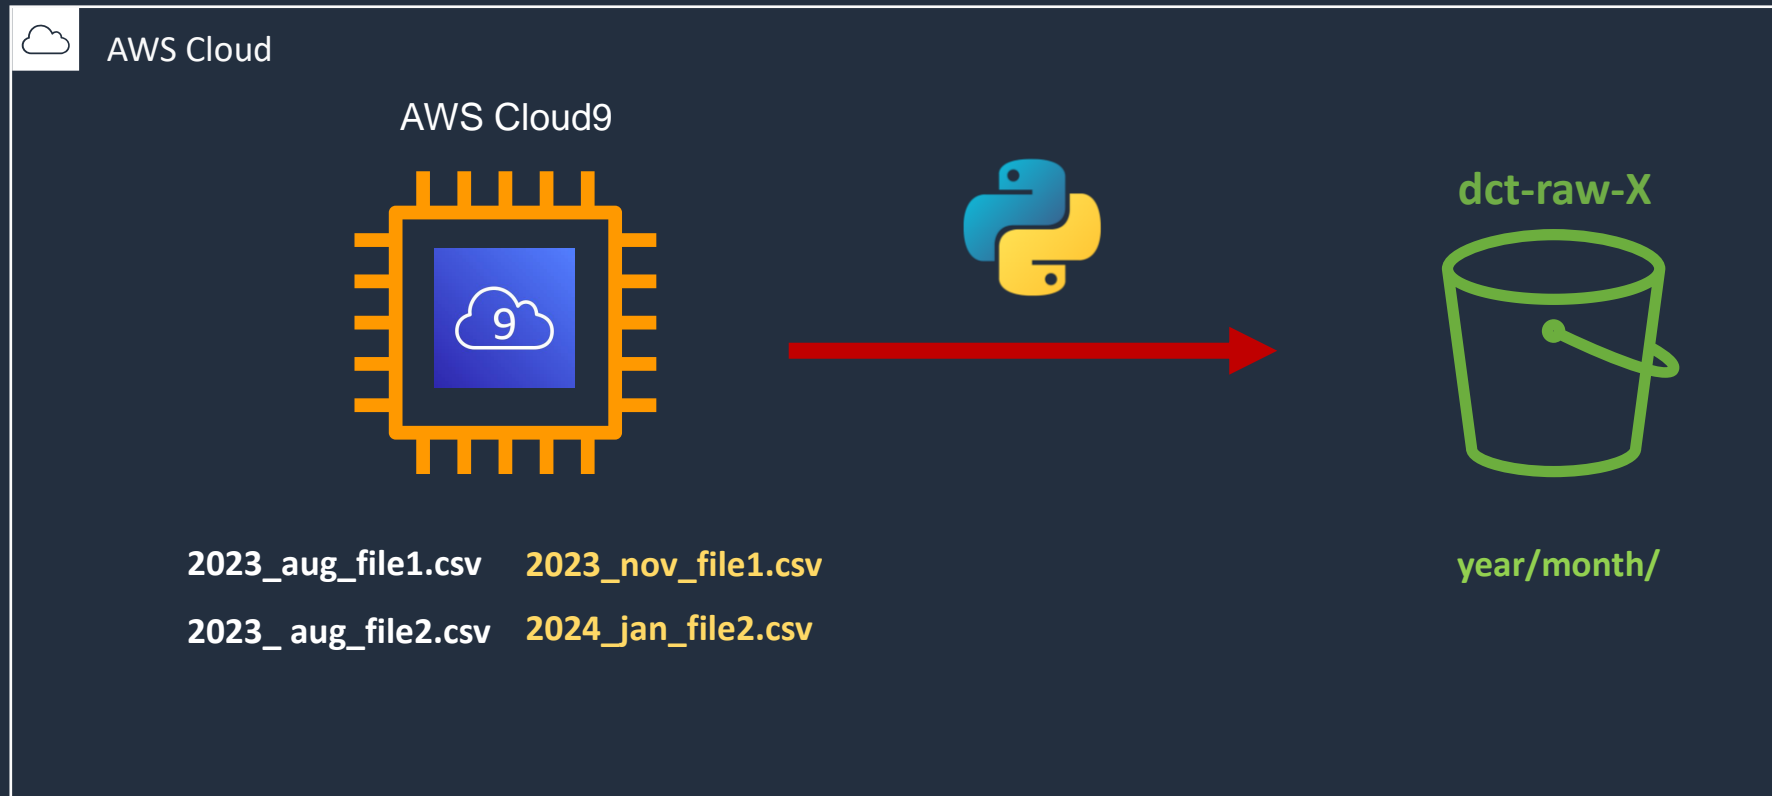 AWS Cloud
AWS Cloud9
9
dct-raw-X
2023_aug_file1.csv 2023_nov_file1.csv
2023_ aug_file2.csv 2024_jan_file2.csv
year/month/